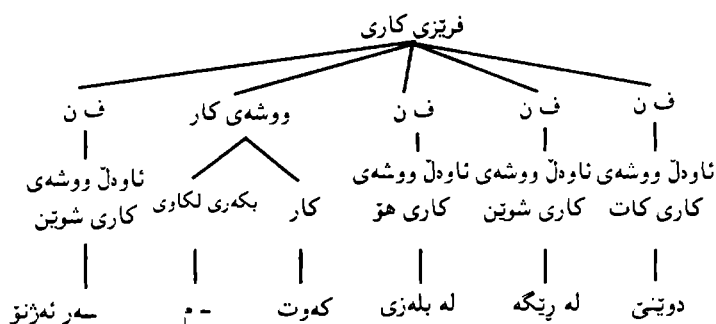 فرێزی کاری
ف ن ف ن ف ن ووشەی کار ف ن
ئاوەڵ ووشەی ئاوەڵ ووشەی ئاوەڵ ووشەی کار بکەری لکاوی ئاوەڵ ووشەی
کاری کات کاری شوێن کاری هۆ کاری شوێن
دوێنێ لە ڕێگە لە بلەزی کەوت - م ـسەر ئەژنۆ